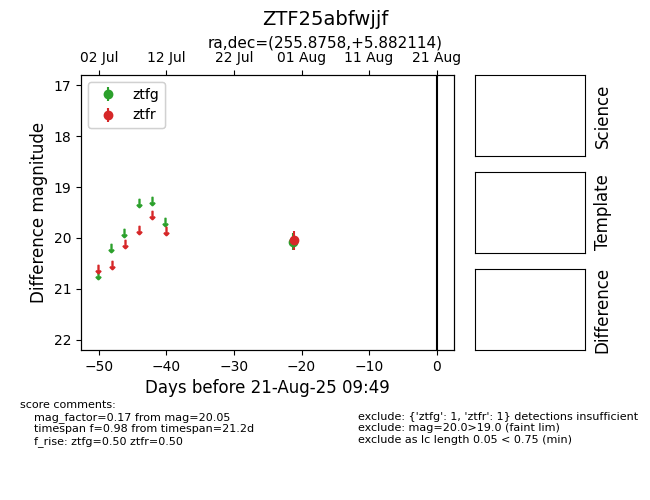 ZTF25abfwjjf
ra,dec=(255.8758,+5.882114)
02 Jul 12 Jul 22 Jul 01 Aug 11 Aug 21 Aug
ztfg
ztfr
17
18
19
20
21
22
Difference magnitude
−50 −40 −30 −20 −10 0
Days before 21-Aug-25 09:49
Science
Template
Difference
score comments:
mag_factor=0.17 from mag=20.05
timespan f=0.98 from timespan=21.2d
f_rise: ztfg=0.50 ztfr=0.50
exclude: {'ztfg': 1, 'ztfr': 1} detections insufficient
exclude: mag=20.0>19.0 (faint lim)
exclude as lc length 0.05 < 0.75 (min)